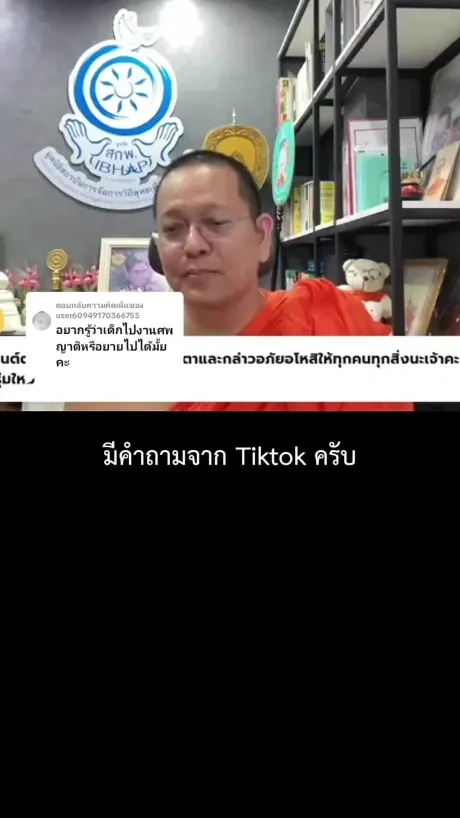 สกพ.
IBHAP
ตอบกลับความคิดเห็นของ
user60949170366755
อยากรู้ว่าเด็กไปงานศพ
ญาติหรือยายไปได้มั้ย
คะ
ตาและกล่าวอภัยอโหสิให้ทุกคนทุกสิ่งนะเจ้าคะ
มีคำถามจาก Tiktok ครับ